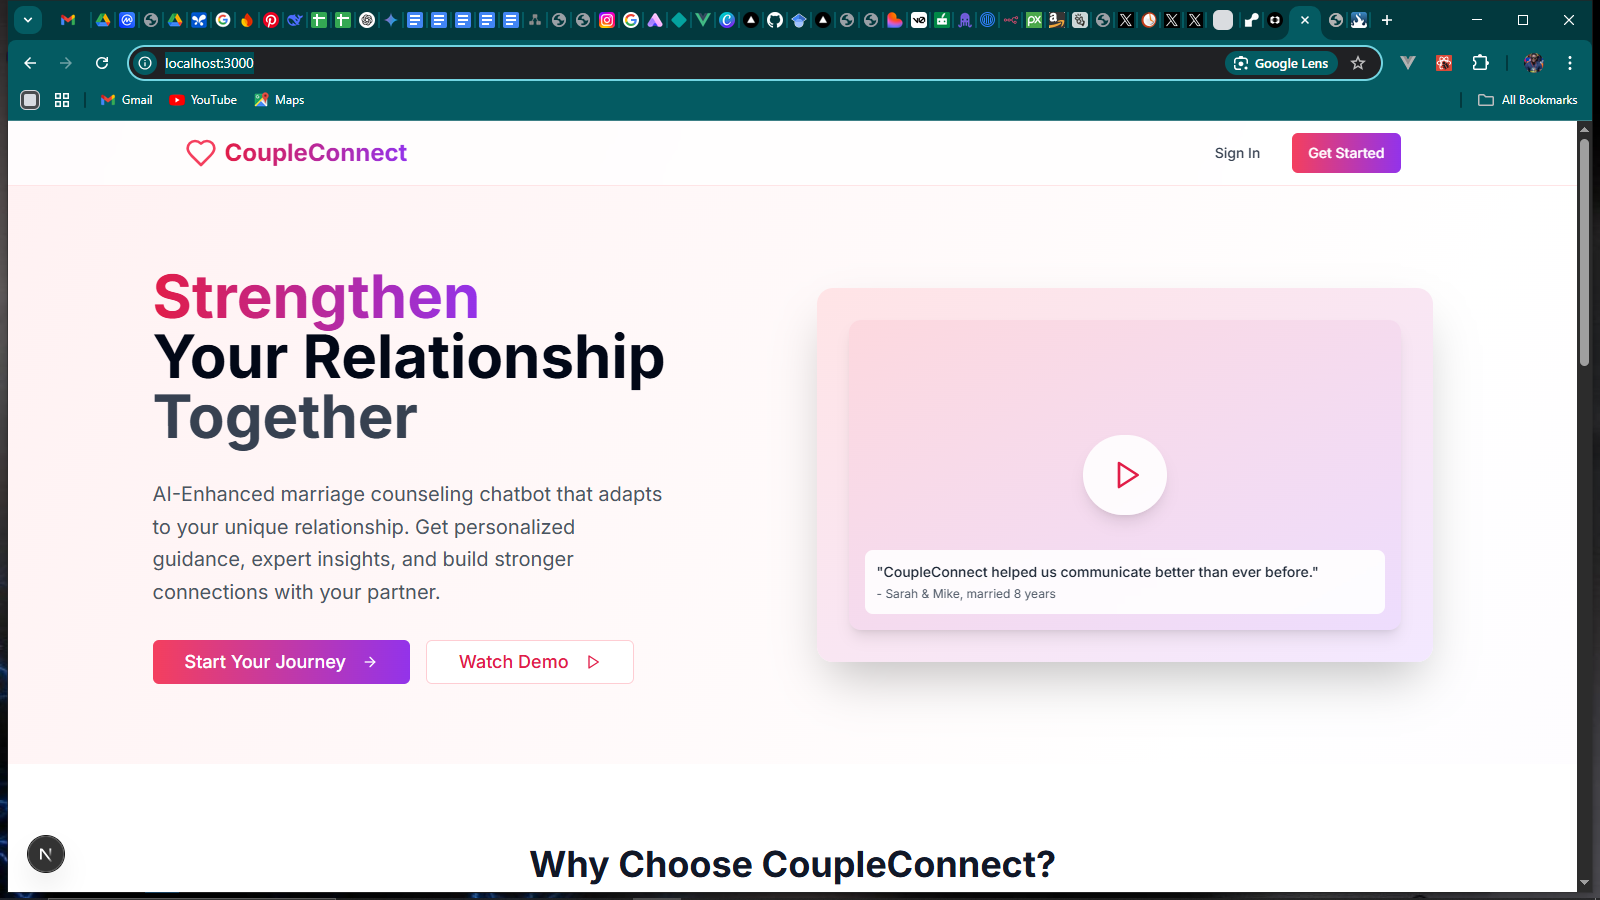 localhost:3000
Google Lens
Gmail
YouTube
Maps
All Bookmarks
CoupleConnect
Sign In
Get Started
Strengthen
Your Relationship
Together
AI-Enhanced marriage counseling chatbot that adapts
to your unique relationship. Get personalized
guidance, expert insights, and build stronger
connections with your partner.
Start Your Journey
Watch Demo
"CoupleConnect helped us communicate better than ever before."
- Sarah & Mike, married 8 years
N
Why Choose CoupleConnect?